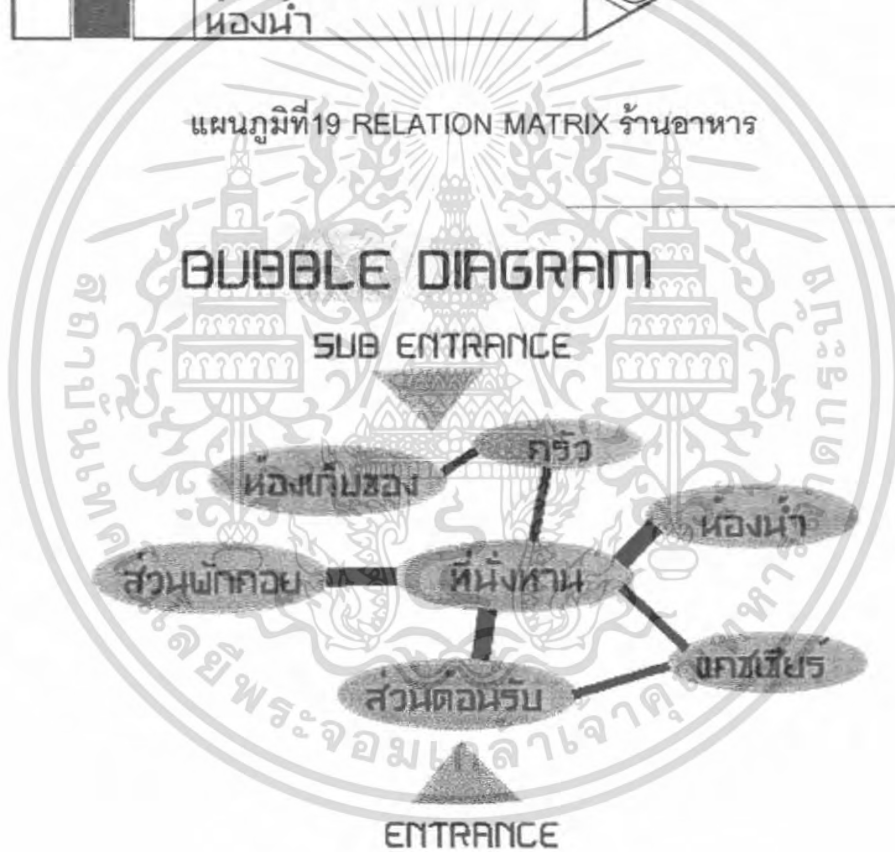 ห้องน้ำ
แผนภูมิที่19 RELATION MATRIX ร้านอาหาร
BUBBLE DIAGRAM
SUB ENTRANCE
ครัว
ห้องเก็บของ
ห้องน้ำ
ส่วนพักคอย
ที่นั่งทาน
แคชเชียร์
ส่วนต้อนรับ
ENTRANCE